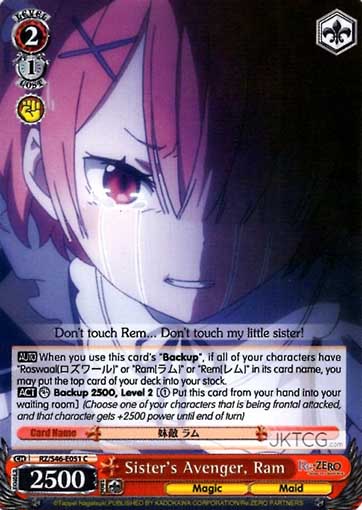 LEVEL
2
1
COST
Don't touch Rem... Don't touch my little sister!
AUTO When you use this card's "Backup", if all of your characters have
"Roswaal(ロズワール)" or "Ram(ラム)" or "Rem(レム)" in its card name, you
may put the top card of your deck into your stock.
ACT Backup 2500, Level 2 [① Put this card from your hand into your
waiting room] (Choose one of your characters that is being frontal attacked,
and that character gets +2500 power until end of turn)
Card Name 妹敵 ラム
JKTCG.com
CH RZ/S46-E051 C
2500
Sister's Avenger, Ram
Re:ZERO
Magic Maid
©Tappei Nagatsuki,PUBLISHED BY KADOKAWA CORPORATION/Re:ZERO PARTNERS